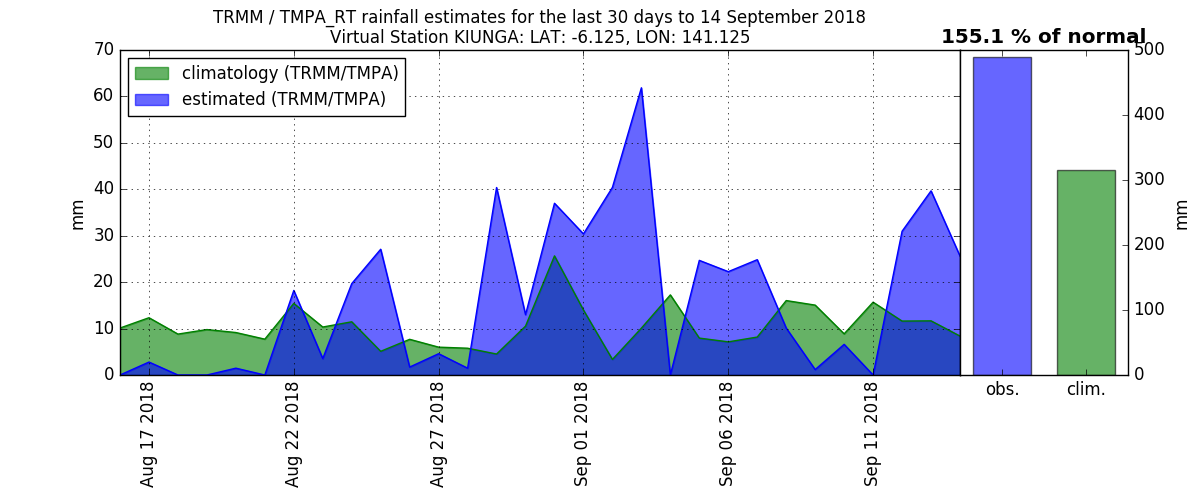 TRMM / TMPA_RT rainfall estimates for the last 30 days to 14 September 2018
Virtual Station KIUNGA: LAT: -6.125, LON: 141.125
155.1 % of normal
climatology (TRMM/TMPA)
estimated (TRMM/TMPA)
70
60
50
40
30
20
10
0
mm
Aug 17 2018
Aug 22 2018
Aug 27 2018
Sep 01 2018
Sep 06 2018
Sep 11 2018
500
400
300
200
100
0
mm
obs.
clim.